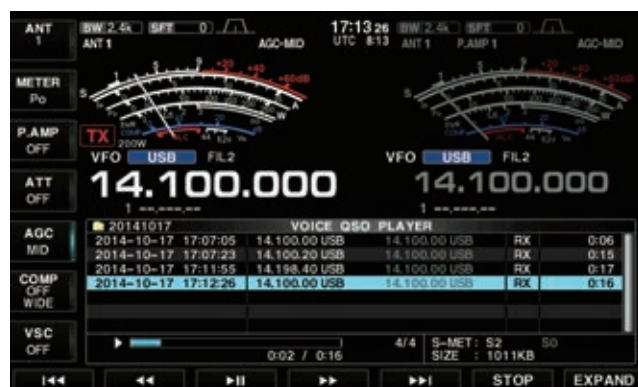 ANT
1
METER
Po
P.AMP
OFF
ATT
OFF
AGC
MID
COMP
OFF
WIDE
VSC
OFF
BW 2.4k SFT 0
ANT 1 AGC-MID
17:13 26
UTC 8:13
BW 2.4k SFT 0
ANT 1 P.AMP 1 AGC-MID
TX 200W
VFO USB FIL2
14.100.000
1 --,---,--
VFO USB FIL2
14.100.000
1 --,---,--
20141017 VOICE QSO PLAYER
2014-10-17 17:07:05 14.100.00 USB 14.100.00 USB RX 0:06
2014-10-17 17:07:23 14.100.20 USB 14.100.00 USB RX 0:15
2014-10-17 17:11:55 14.198.40 USB 14.100.00 USB RX 0:17
2014-10-17 17:12:26 14.100.00 USB 14.100.00 USB RX 0:16
0:02 / 0:16
4/4
S-MET: S2 S0
SIZE : 1011KB
STOP EXPAND